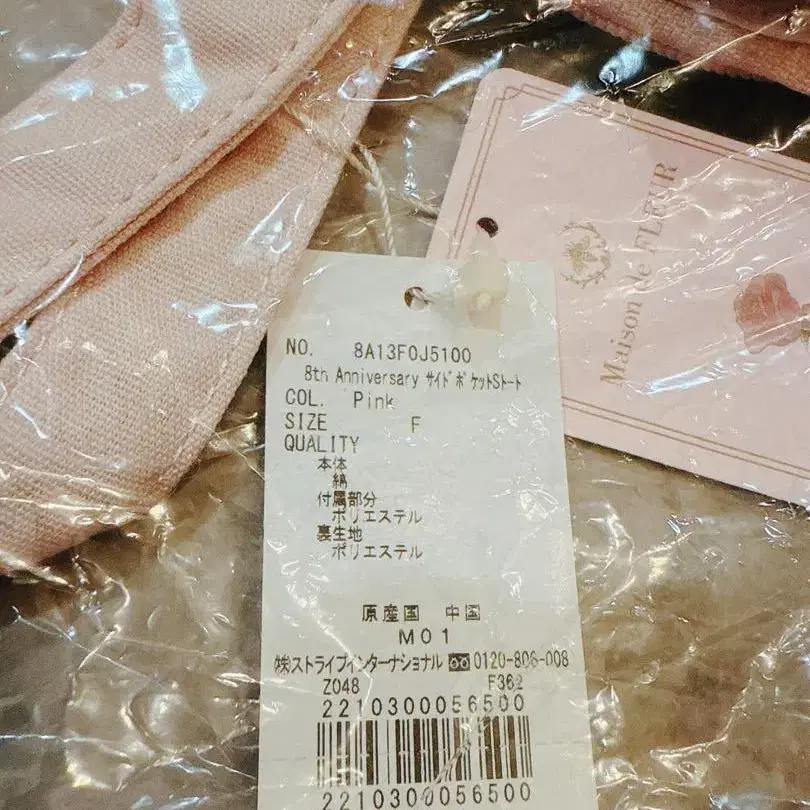 NO. 8A13F0J5100
8th Anniversary ｻｲﾄﾞﾎﾟｹｯﾄSﾄｰﾄ
COL. Pink
SIZE F
QUALITY
本体
綿
付属部分
ポリエステル
裏生地
ポリエステル
原産国 中国
M01
㈱ストライプインターナショナル 0120-806-008
Z048 F362
2210300056500
2210300056500
Maison de FLEUR